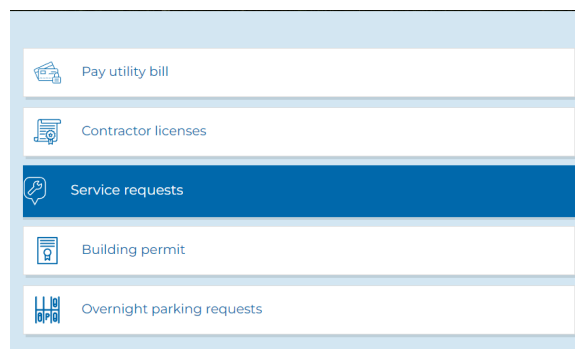 Pay utility bill
Contractor licenses
Service requests
Building permit
Overnight parking requests